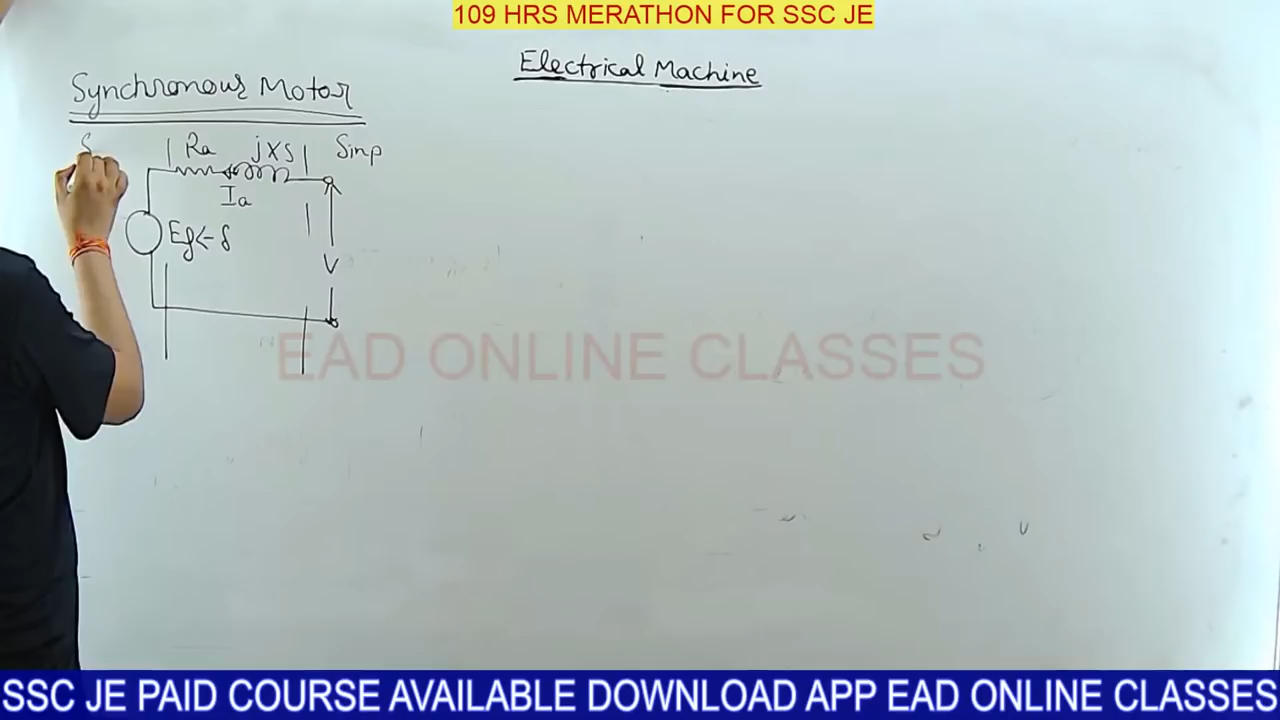 109 HRS MERATHON FOR SSC JE
Electrical Machine
Synchronous Motor
Ra jXs Sinp
Ia
Ef∠-δ
V
EAD ONLINE CLASSES
SSC JE PAID COURSE AVAILABLE DOWNLOAD APP EAD ONLINE CLASSES